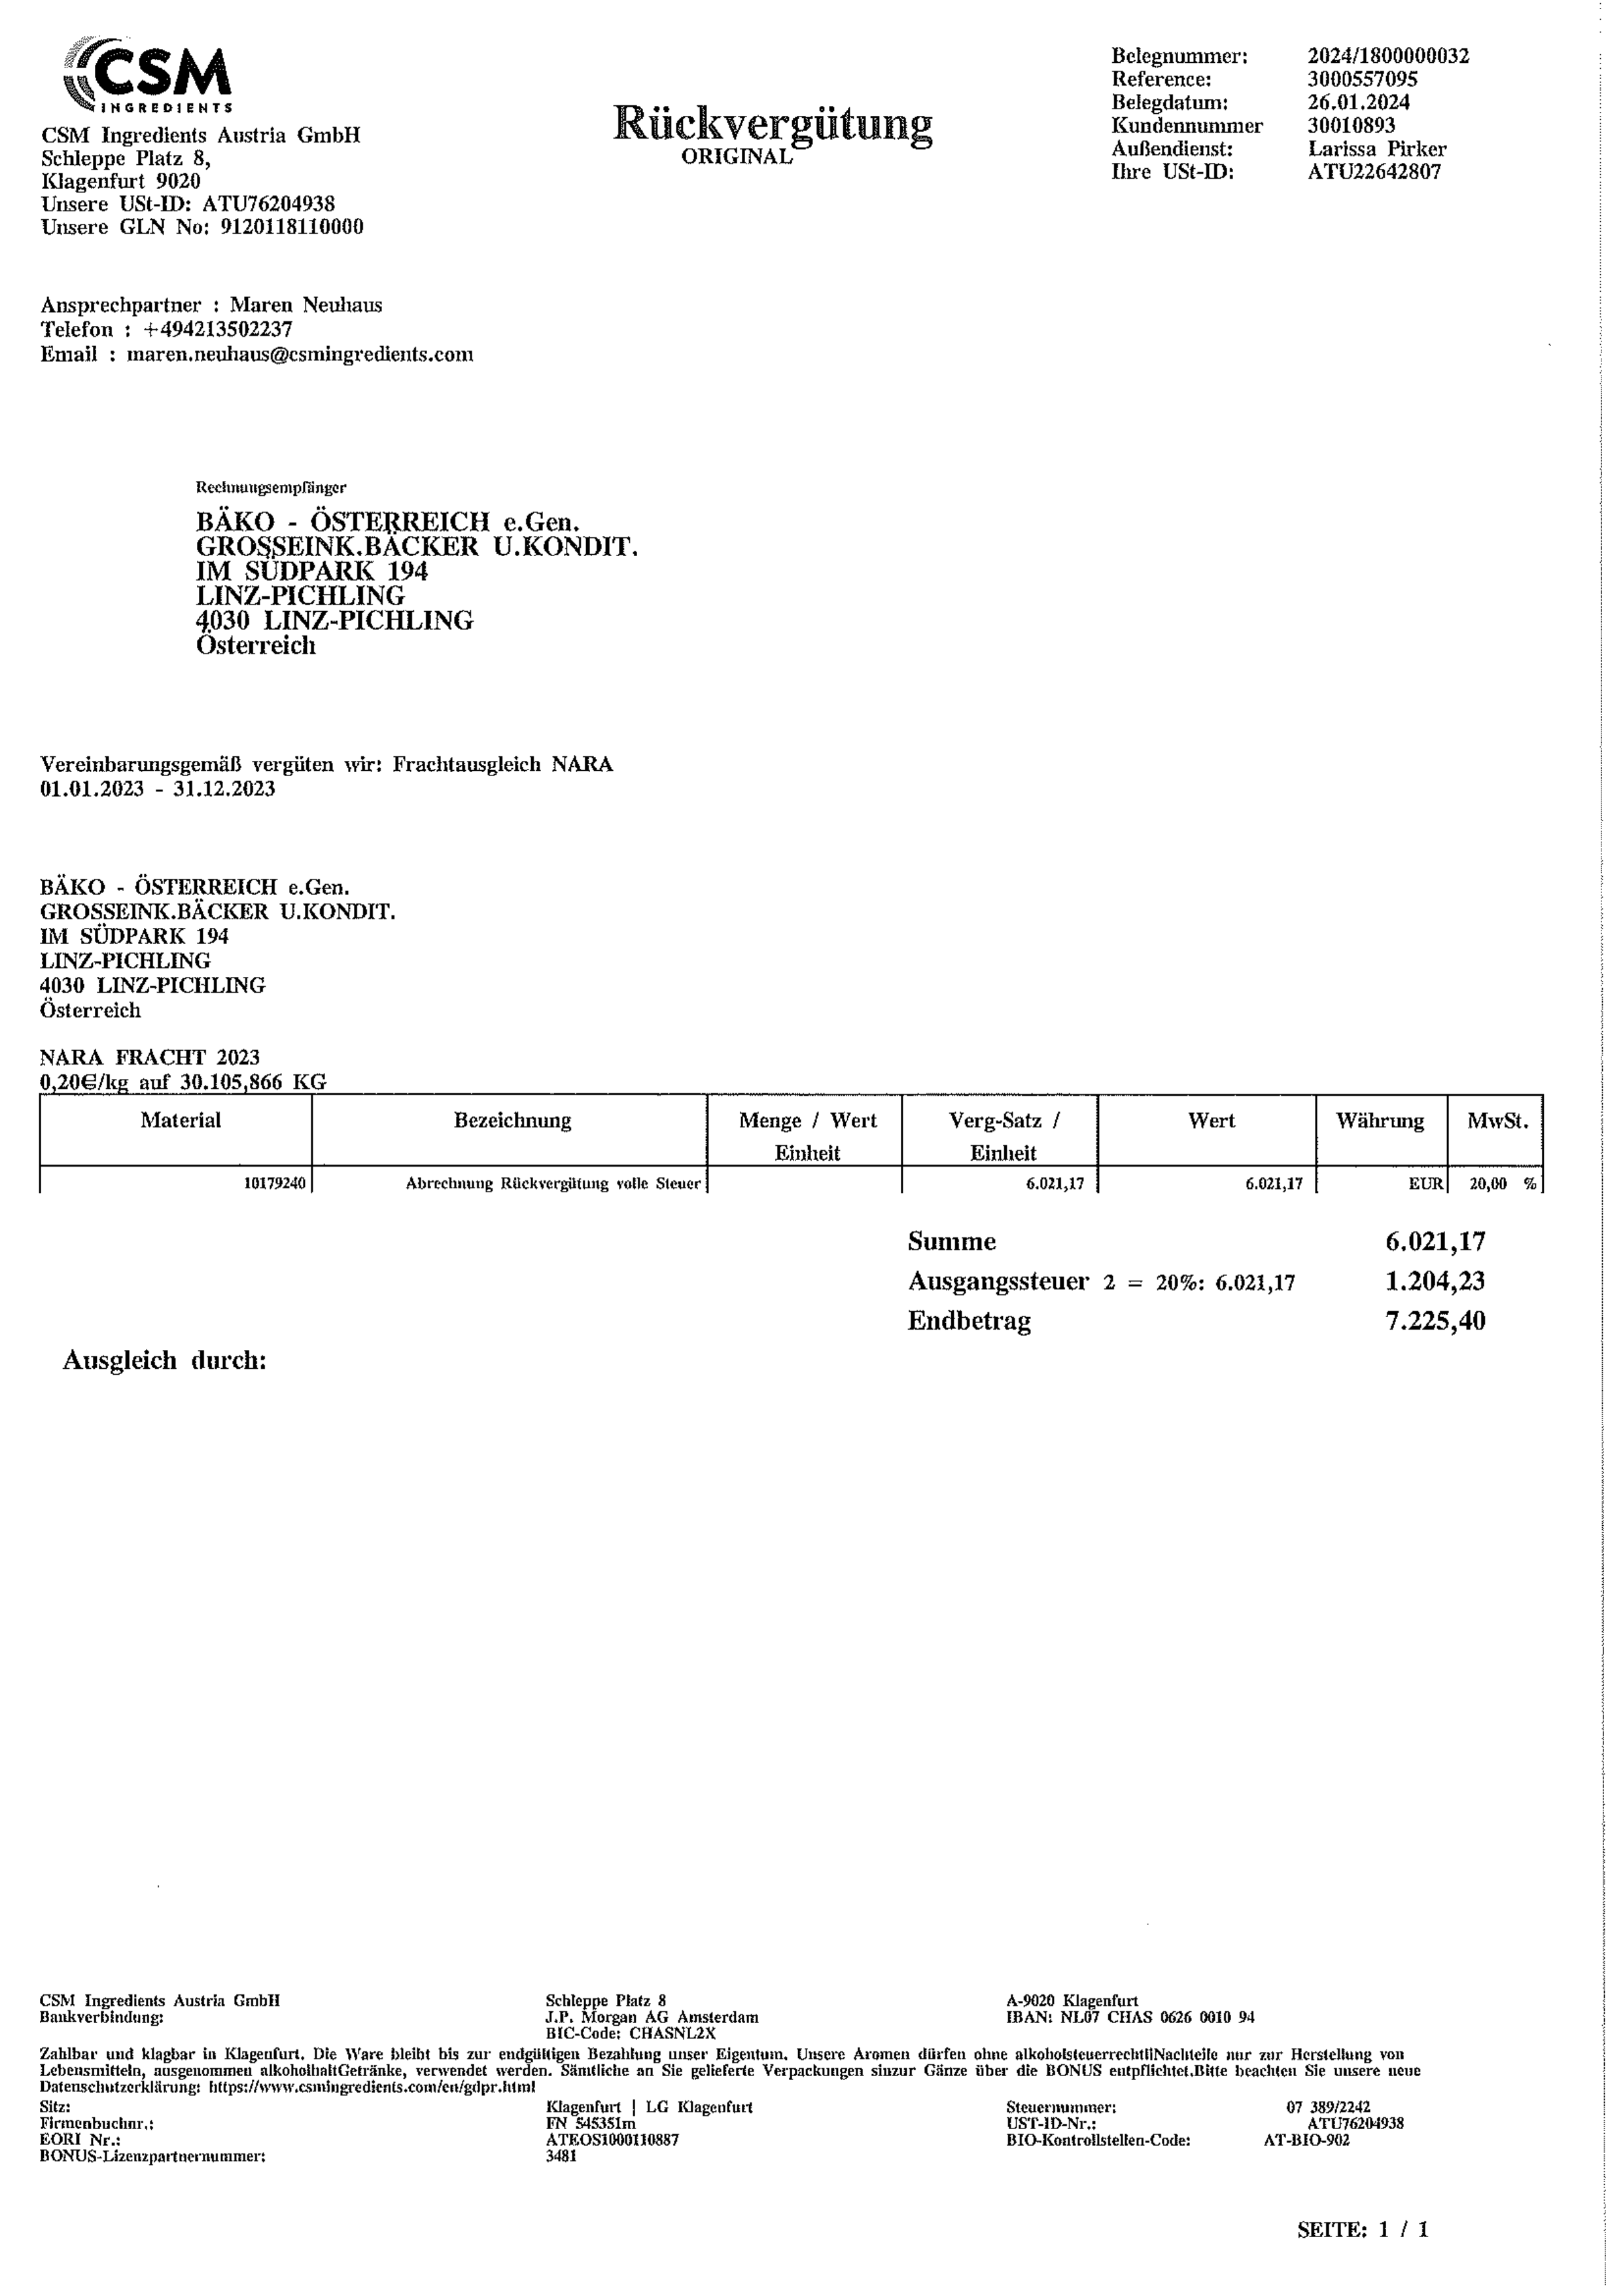 CSM
INGREDIENTS
CSM Ingredients Austria GmbH
Schleppe Platz 8,
Klagenfurt 9020
Unsere USt-ID: ATU76204938
Unsere GLN No: 9120118110000
Rückvergütung
ORIGINAL
Belegnummer: 2024/1800000032
Reference: 3000557095
Belegdatum: 26.01.2024
Kundennummer 30010893
Außendienst: Larissa Pirker
Ihre USt-ID: ATU22642807
Ansprechpartner : Maren Neuhaus
Telefon : +494213502237
Email : maren.neuhaus@csmingredients.com
Rechnungsempfänger
BÄKO - ÖSTERREICH e.Gen.
GROSSEINK.BÄCKER U.KONDIT.
IM SÜDPARK 194
LINZ-PICHLING
4030 LINZ-PICHLING
Österreich
Vereinbarungsgemäß vergüten wir: Frachtausgleich NARA
01.01.2023 - 31.12.2023
BÄKO - ÖSTERREICH e.Gen.
GROSSEINK.BÄCKER U.KONDIT.
IM SÜDPARK 194
LINZ-PICHLING
4030 LINZ-PICHLING
Österreich
NARA FRACHT 2023
0,20€/kg auf 30.105,866 KG
Material Bezeichnung Menge / Wert Verg-Satz / Wert Währung MwSt.
Einheit Einheit
10179240 Abrechnung Rückvergütung volle Steuer 6.021,17 6.021,17 EUR 20,00 %
Summe 6.021,17
Ausgangssteuer 2 = 20%: 6.021,17 1.204,23
Endbetrag 7.225,40
Ausgleich durch:
CSM Ingredients Austria GmbH Schleppe Platz 8 A-9020 Klagenfurt
Bankverbindung: J.P. Morgan AG Amsterdam IBAN: NL07 CHAS 0626 0010 94
BIC-Code: CHASNL2X
Zahlbar und klagbar in Klagenfurt. Die Ware bleibt bis zur endgültigen Bezahlung unser Eigentum. Unsere Aromen dürfen ohne alkoholsteuerrechtliNachteile nur zur Herstellung von
Lebensmitteln, ausgenommen alkoholhaltGetränke, verwendet werden. Sämtliche an Sie gelieferte Verpackungen sinzur Gänze über die BONUS entpflichtet.Bitte beachten Sie unsere neue
Datenschutzerklärung: https://www.csmingredients.com/en/gdpr.html
Sitz: Klagenfurt | LG Klagenfurt Steuernummer: 07 389/2242
Firmenbuchnr.: FN 545351m UST-ID-Nr.: ATU76204938
EORI Nr.: ATEOS1000110887 BIO-Kontrollstellen-Code: AT-BIO-902
BONUS-Lizenzpartnernummer: 3481
SEITE: 1 / 1